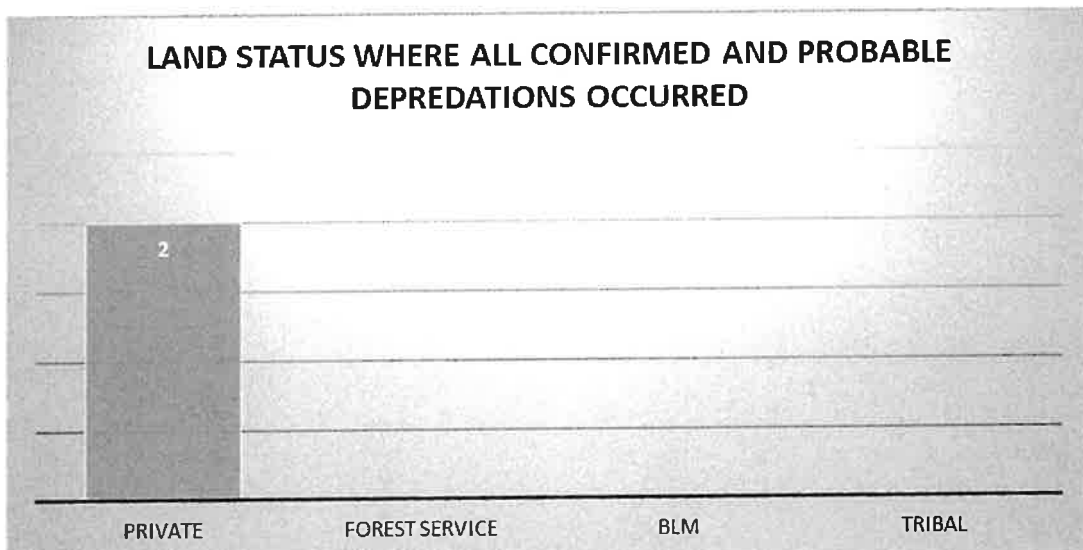 LAND STATUS WHERE ALL CONFIRMED AND PROBABLE
DEPREDATIONS OCCURRED
2
PRIVATE FOREST SERVICE BLM TRIBAL